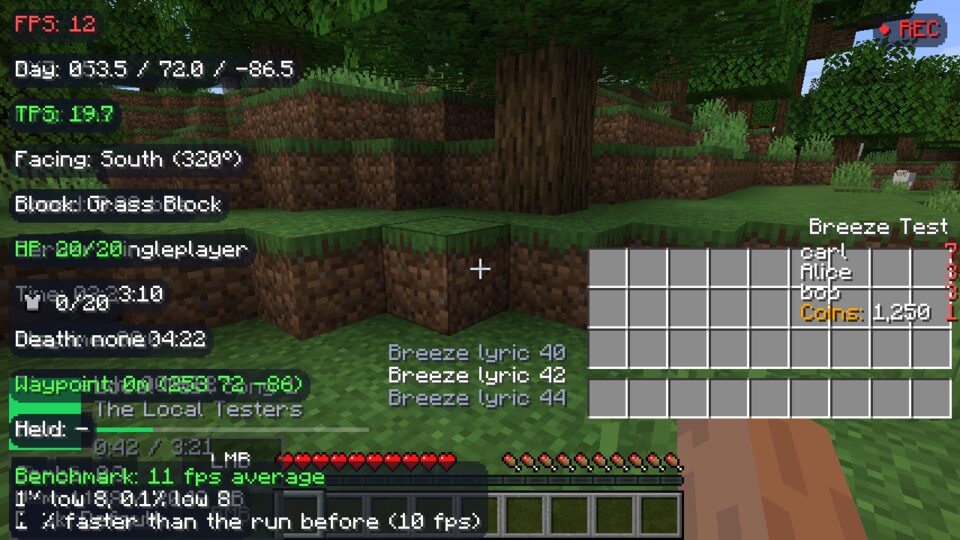 FPS: 12
REC
Day: 053.5 / 72.0 / -86.5
TPS: 19.7
Facing: South (320°)
Block: Grass Block
HP: 20/20 ingleplayer
Breeze Test
carl 7
Alice 3
bob 3
Coins: 1,250 1
3:10
0/20
Death: none 04:22
Breeze lyric 40
Breeze lyric 42
Breeze lyric 44
Waypoint: 0m (253 72 -86)
The Local Testers
Held: -
0:42 / 3:21
LMB
Benchmark: 11 fps average
1% low 8, 0.1% low 8
% faster than the run before (10 fps)